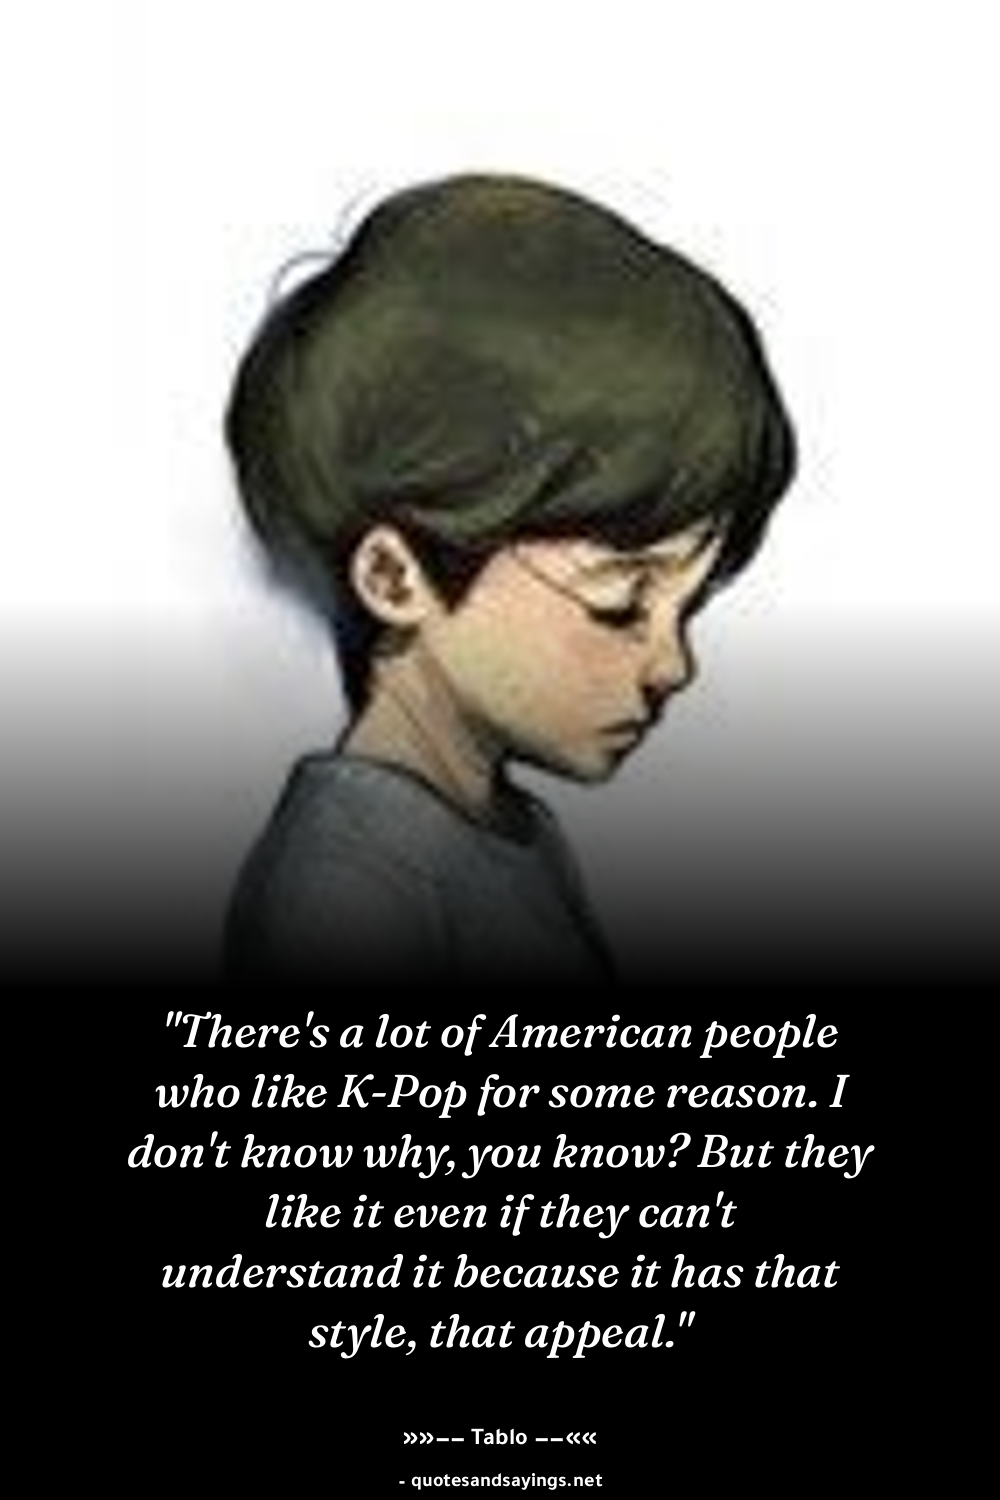 "There's a lot of American people
who like K-Pop for some reason. I
don't know why, you know? But they
like it even if they can't
understand it because it has that
style, that appeal."
»»–– Tablo ––««
- quotesandsayings.net